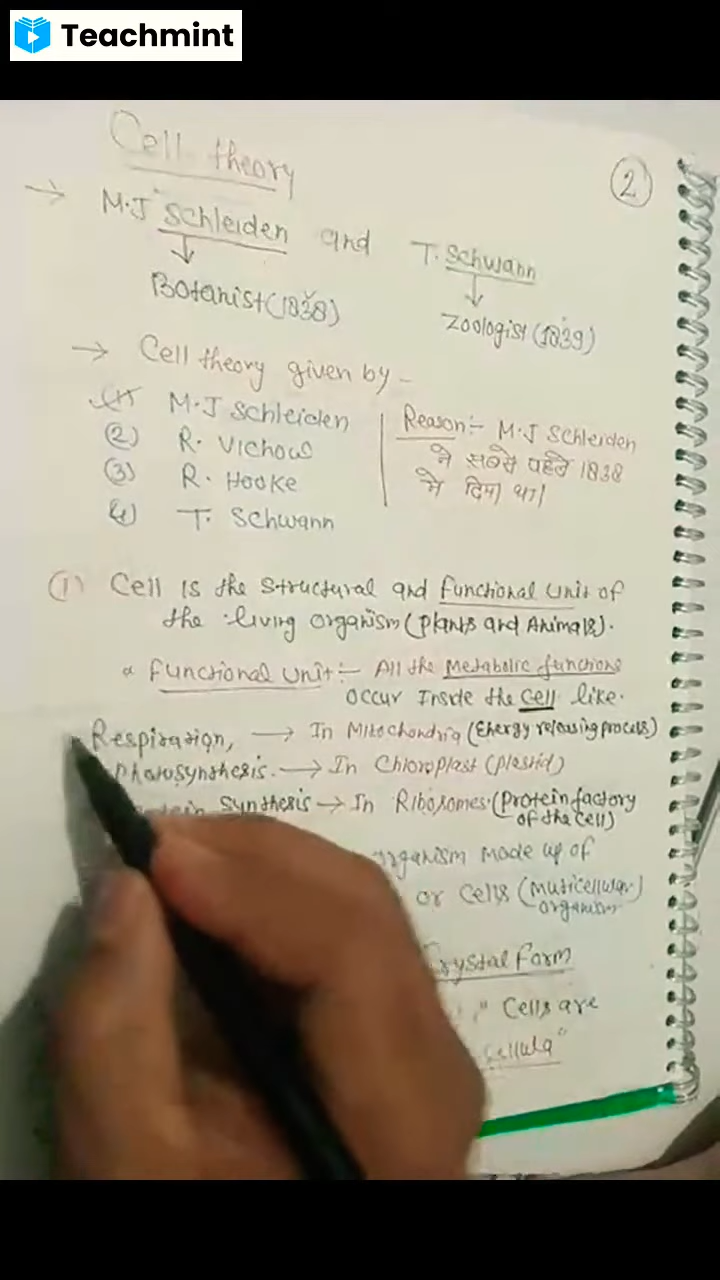 Teachmint
Cell theory
2
→ M.J Schleiden and T. Schwann
Botanist (1838)
Zoologist (1839)
→ Cell theory given by -
(1) M.J Schleiden
(2) R. Vichow
(3) R. Hooke
(4) T. Schwann
Reason:- M.J Schleiden
ने सबसे पहले 1838
मे दिया था।
(1) Cell is the structural and functional unit of
the living organism (plants and Animals).
* Functional unit:- All the Metabolic functions
occur inside the cell like.
Respiration, → In Mitochondria (Energy releasing process)
Photosynthesis. → In Chloroplast (plastid)
Synthesis → In Ribosomes. (Protein factory
of the cell)
organism made up of
or cells (Muticellular
organism)
Crystal form
" Cells are